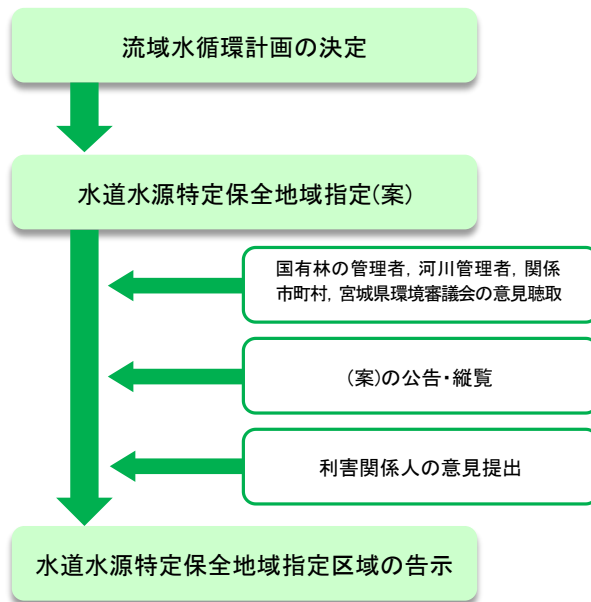 流域水循環計画の決定
水道水源特定保全地域指定(案)
国有林の管理者，河川管理者，関係
市町村，宮城県環境審議会の意見聴取
(案)の公告・縦覧
利害関係人の意見提出
水道水源特定保全地域指定区域の告示